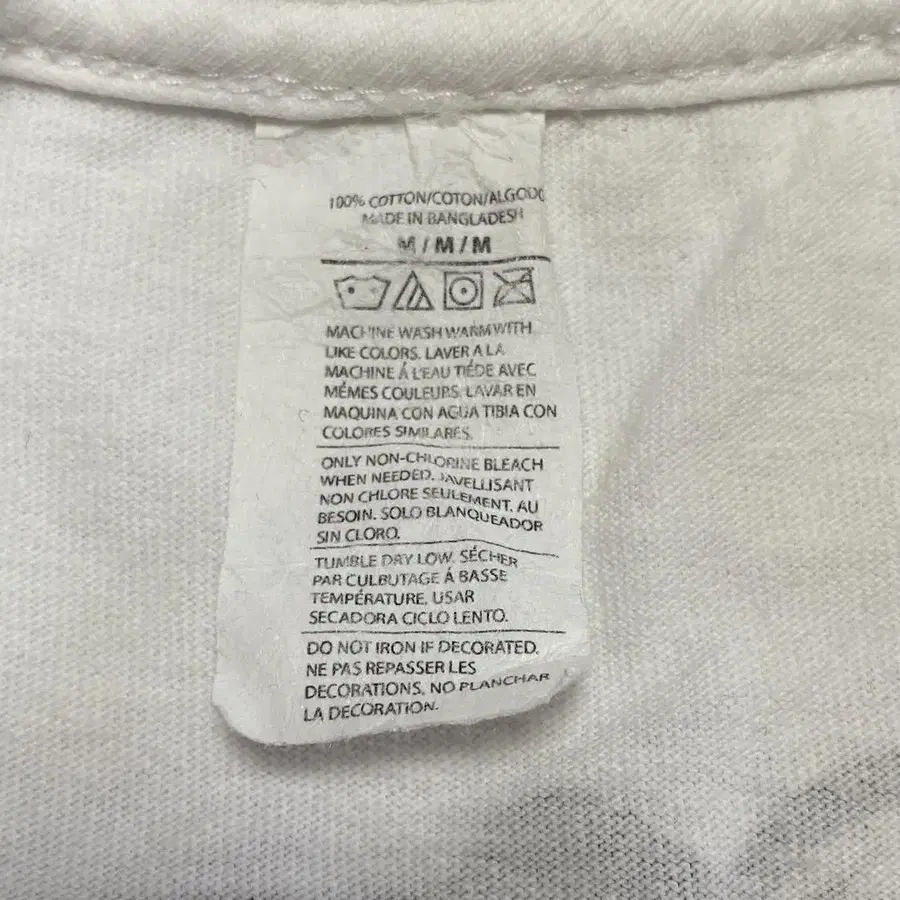 100% COTTON/COTON/ALGODO
MADE IN BANGLADESH
M / M / M
MACHINE WASH WARM WITH
LIKE COLORS. LAVER A LA
MACHINE Á L'EAU TIÉDE AVEC
MÉMES COULEURS. LAVAR EN
MAQUINA CON AGUA TIBIA CON
COLORES SIMILARES.
ONLY NON-CHLORINE BLEACH
WHEN NEEDED. JAVELLISANT
NON CHLORE SEULEMENT. AU
BESOIN. SOLO BLANQUEADOR
SIN CLORO.
TUMBLE DRY LOW. SÉCHER
PAR CULBUTAGE Á BASSE
TEMPÉRATURE. USAR
SECADORA CICLO LENTO.
DO NOT IRON IF DECORATED.
NE PAS REPASSER LES
DECORATIONS. NO PLANCHAR
LA DECORATION.